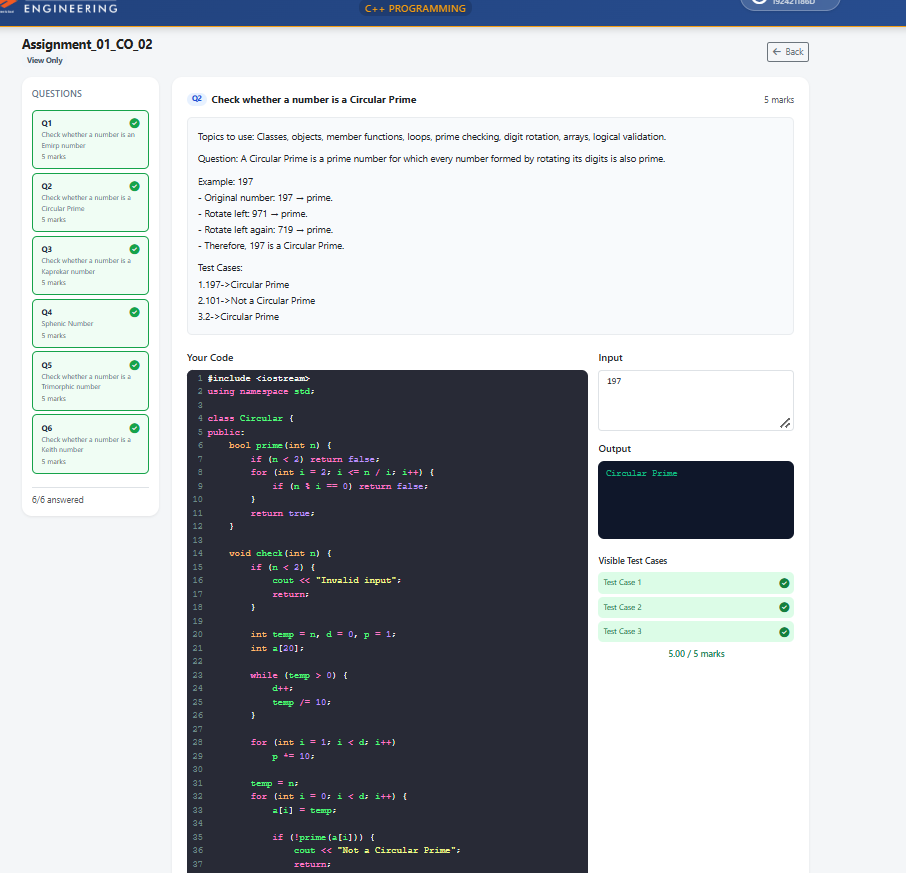 ENGINEERING
C++ PROGRAMMING
Assignment_01_CO_02
View Only
← Back
QUESTIONS
Q1
Check whether a number is an
Emirp number
5 marks
Q2
Check whether a number is a
Circular Prime
5 marks
Q3
Check whether a number is a
Kaprekar number
5 marks
Q4
Sphenic Number
5 marks
Q5
Check whether a number is a
Trimorphic number
5 marks
Q6
Check whether a number is a
Keith number
5 marks
6/6 answered
Q2 Check whether a number is a Circular Prime
5 marks
Topics to use: Classes, objects, member functions, loops, prime checking, digit rotation, arrays, logical validation.
Question: A Circular Prime is a prime number for which every number formed by rotating its digits is also prime.
Example: 197
- Original number: 197 → prime.
- Rotate left: 971 → prime.
- Rotate left again: 719 → prime.
- Therefore, 197 is a Circular Prime.
Test Cases:
1.197->Circular Prime
2.101->Not a Circular Prime
3.2->Circular Prime
Your Code
1 #include <iostream>
2 using namespace std;
3
4 class Circular {
5 public:
6 bool prime(int n) {
7 if (n < 2) return false;
8 for (int i = 2; i <= n / i; i++) {
9 if (n % i == 0) return false;
10 }
11 return true;
12 }
13
14 void check(int n) {
15 if (n < 2) {
16 cout << "Invalid input";
17 return;
18 }
19
20 int temp = n, d = 0, p = 1;
21 int a[20];
22
23 while (temp > 0) {
24 d++;
25 temp /= 10;
26 }
27
28 for (int i = 1; i < d; i++)
29 p *= 10;
30
31 temp = n;
32 for (int i = 0; i < d; i++) {
33 a[i] = temp;
34
35 if (!prime(a[i])) {
36 cout << "Not a Circular Prime";
37 return;
Input
197
Output
Circular Prime
Visible Test Cases
Test Case 1
Test Case 2
Test Case 3
5.00 / 5 marks